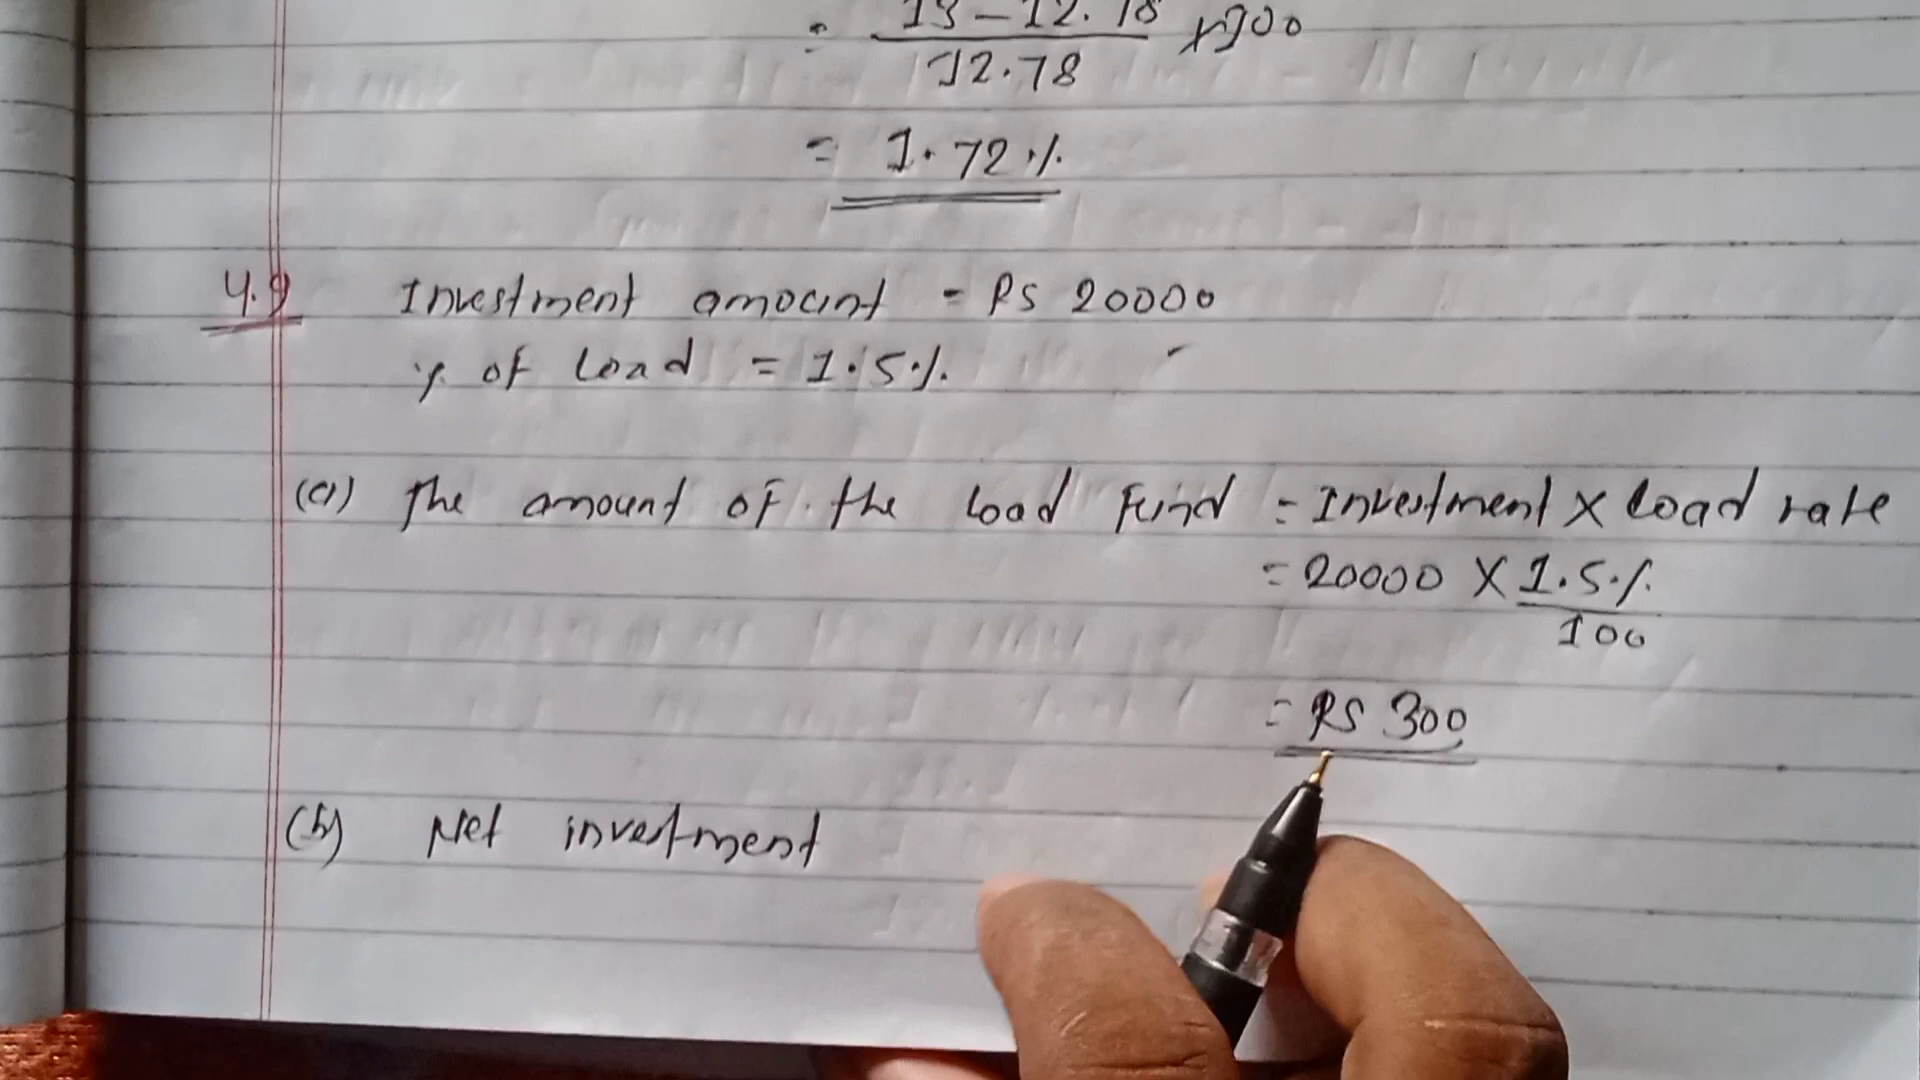 = 13 - 12.78 x 100
12.78
= 1.72 %
4.9 Investment amount = Rs 20000
% of load = 1.5%
(a) The amount of the load fund = Investment x load rate
= 20000 x 1.5%
100
= Rs 300
(b) Net investment